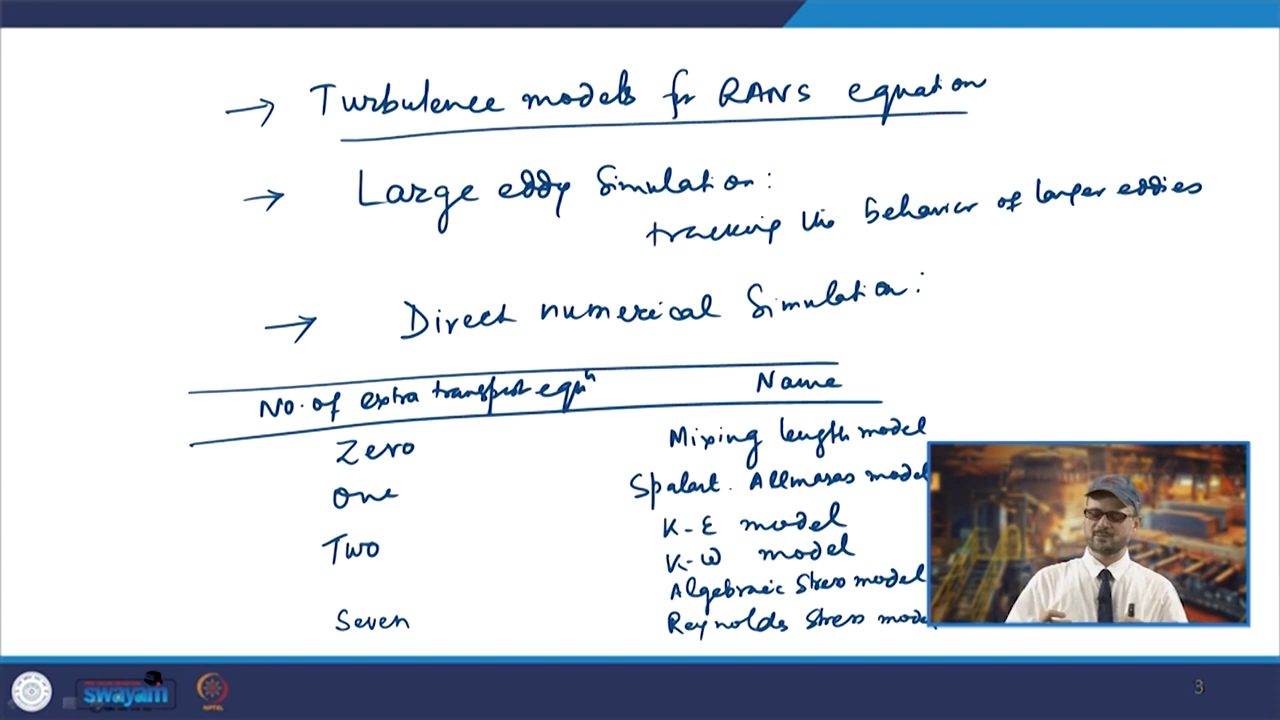 → Turbulence models for RANS equation
→ Large eddy Simulation:
tracking the behavior of larger eddies
→ Direct numerical Simulation:
No. of extra transport equⁿ Name
Zero Mixing length model
One Spalart. Allmaras model
Two K-ε model
K-ω model
Algebraic Stress model
Seven Reynolds Stress model
swayam
NPTEL
3